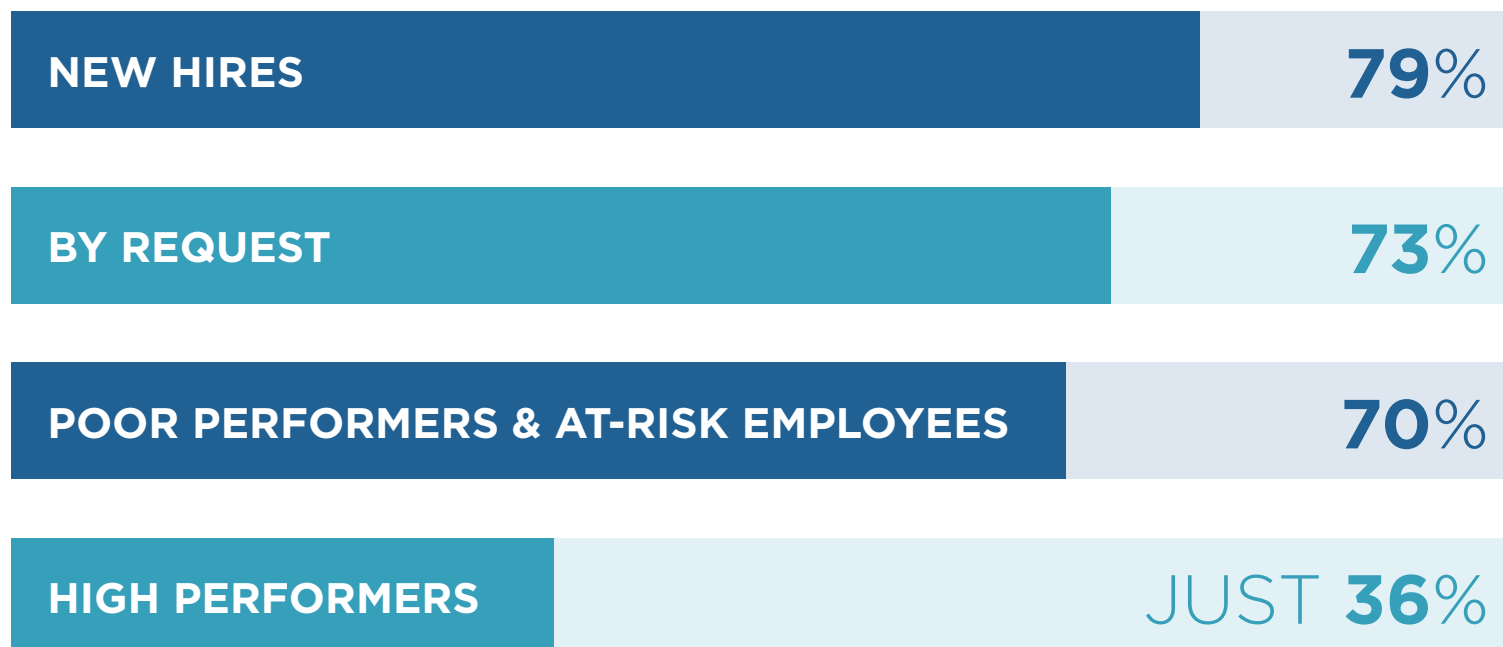 NEW HIRES 79%
BY REQUEST 73%
POOR PERFORMERS & AT-RISK EMPLOYEES 70%
HIGH PERFORMERS JUST 36%